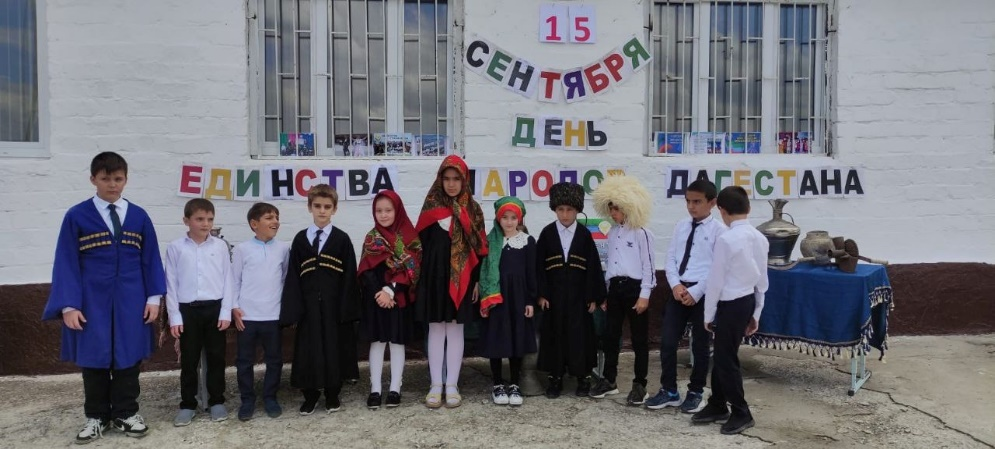 15
СЕНТЯБРЯ
ДЕНЬ
ЕДИНСТВА НАРОДОВ ДАГЕСТАНА